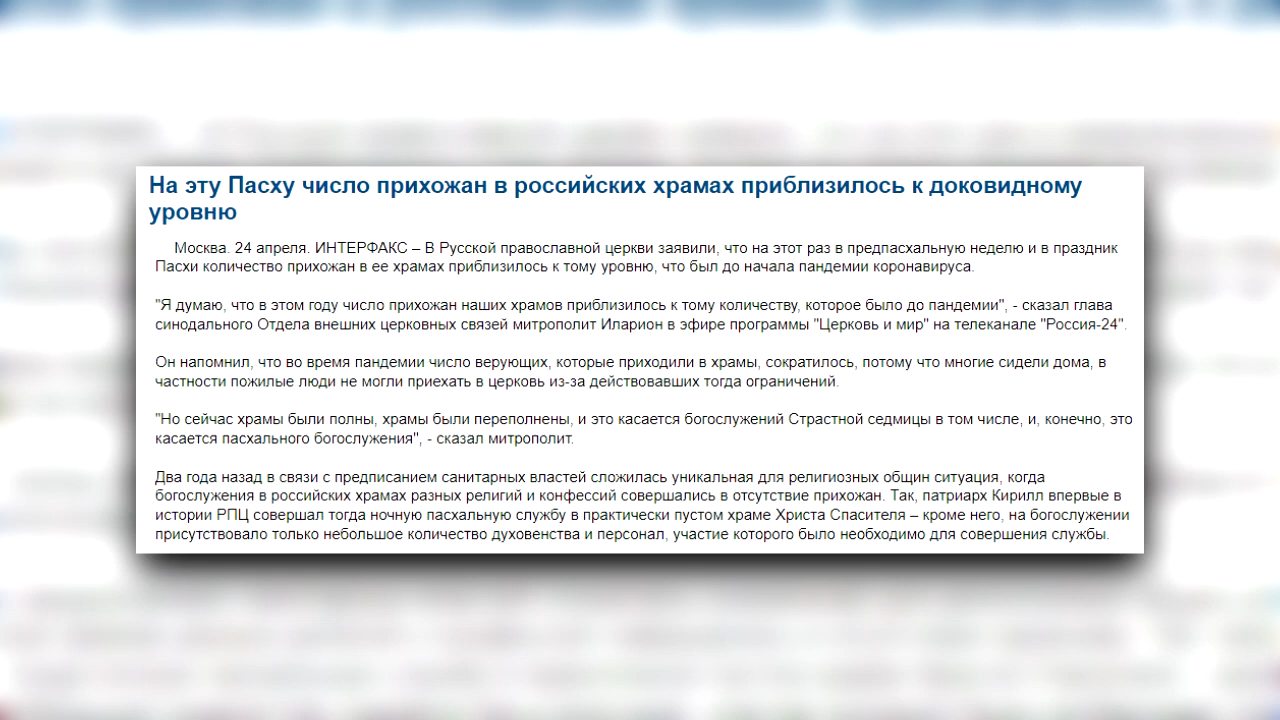 На эту Пасху число прихожан в российских храмах приблизилось к доковидному
уровню
Москва. 24 апреля. ИНТЕРФАКС – В Русской православной церкви заявили, что на этот раз в предпасхальную неделю и в праздник
Пасхи количество прихожан в ее храмах приблизилось к тому уровню, что был до начала пандемии коронавируса.
"Я думаю, что в этом году число прихожан наших храмов приблизилось к тому количеству, которое было до пандемии", - сказал глава
синодального Отдела внешних церковных связей митрополит Иларион в эфире программы "Церковь и мир" на телеканале "Россия-24".
Он напомнил, что во время пандемии число верующих, которые приходили в храмы, сократилось, потому что многие сидели дома, в
частности пожилые люди не могли приехать в церковь из-за действовавших тогда ограничений.
"Но сейчас храмы были полны, храмы были переполнены, и это касается богослужений Страстной седмицы в том числе, и, конечно, это
касается пасхального богослужения", - сказал митрополит.
Два года назад в связи с предписанием санитарных властей сложилась уникальная для религиозных общин ситуация, когда
богослужения в российских храмах разных религий и конфессий совершались в отсутствие прихожан. Так, патриарх Кирилл впервые в
истории РПЦ совершал тогда ночную пасхальную службу в практически пустом храме Христа Спасителя – кроме него, на богослужении
присутствовало только небольшое количество духовенства и персонал, участие которого было необходимо для совершения службы.